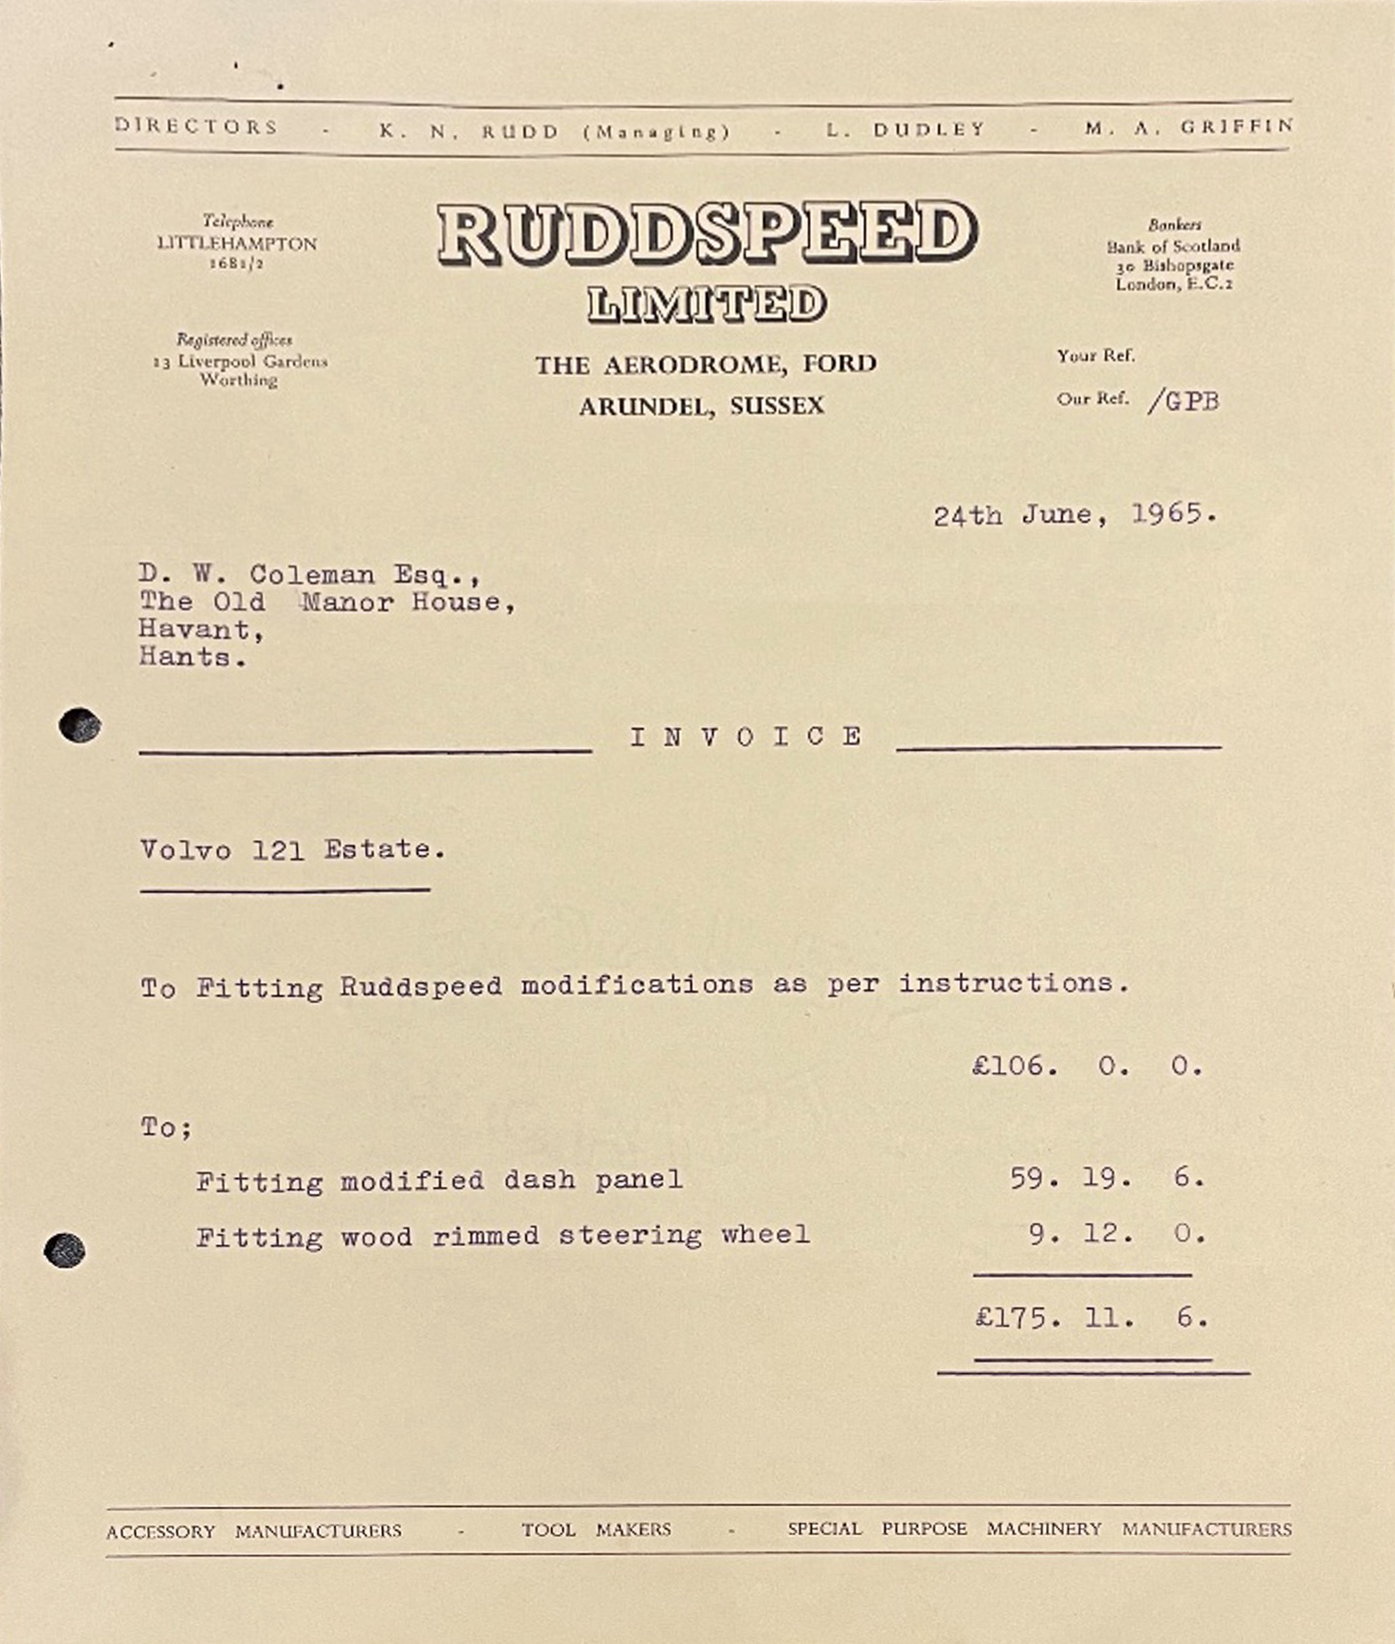 DIRECTORS - K. N. RUDD (Managing) - L. DUDLEY - M. A. GRIFFIN
Telephone
LITTLEHAMPTON
1681/2
Registered offices
13 Liverpool Gardens
Worthing
RUDDSPEED
LIMITED
THE AERODROME, FORD
ARUNDEL, SUSSEX
Bankers
Bank of Scotland
30 Bishopsgate
London, E.C.2
Your Ref.
Our Ref. /GPB
24th June, 1965.
D. W. Coleman Esq.,
The Old Manor House,
Havant,
Hants.
INVOICE
Volvo 121 Estate.
To Fitting Ruddspeed modifications as per instructions.
£106. 0. 0.
To;
Fitting modified dash panel 59. 19. 6.
Fitting wood rimmed steering wheel 9. 12. 0.
£175. 11. 6.
ACCESSORY MANUFACTURERS - TOOL MAKERS - SPECIAL PURPOSE MACHINERY MANUFACTURERS